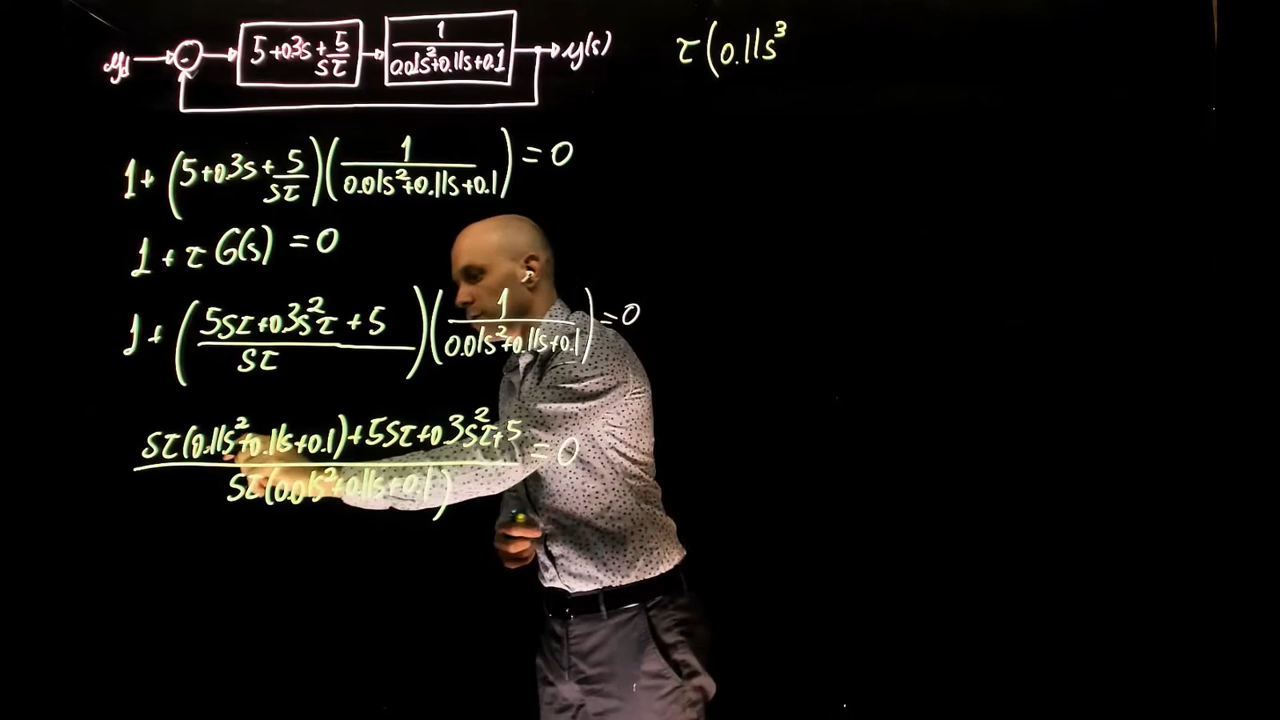 y_d 5+0.3s+5/sτ 1/(0.01s²+0.11s+0.1) y(s)
1+(5+0.3s+5/sτ)(1/(0.01s²+0.11s+0.1))=0
1+τG(s)=0
1+((5sτ+0.3s²τ+5)/sτ)(1/(0.01s²+0.11s+0.1))=0
(sτ(0.11s²+0.11s+0.1)+5sτ+0.3s²τ+5)/(sτ(0.01s²+0.11s+0.1))=0
τ(0.11s³